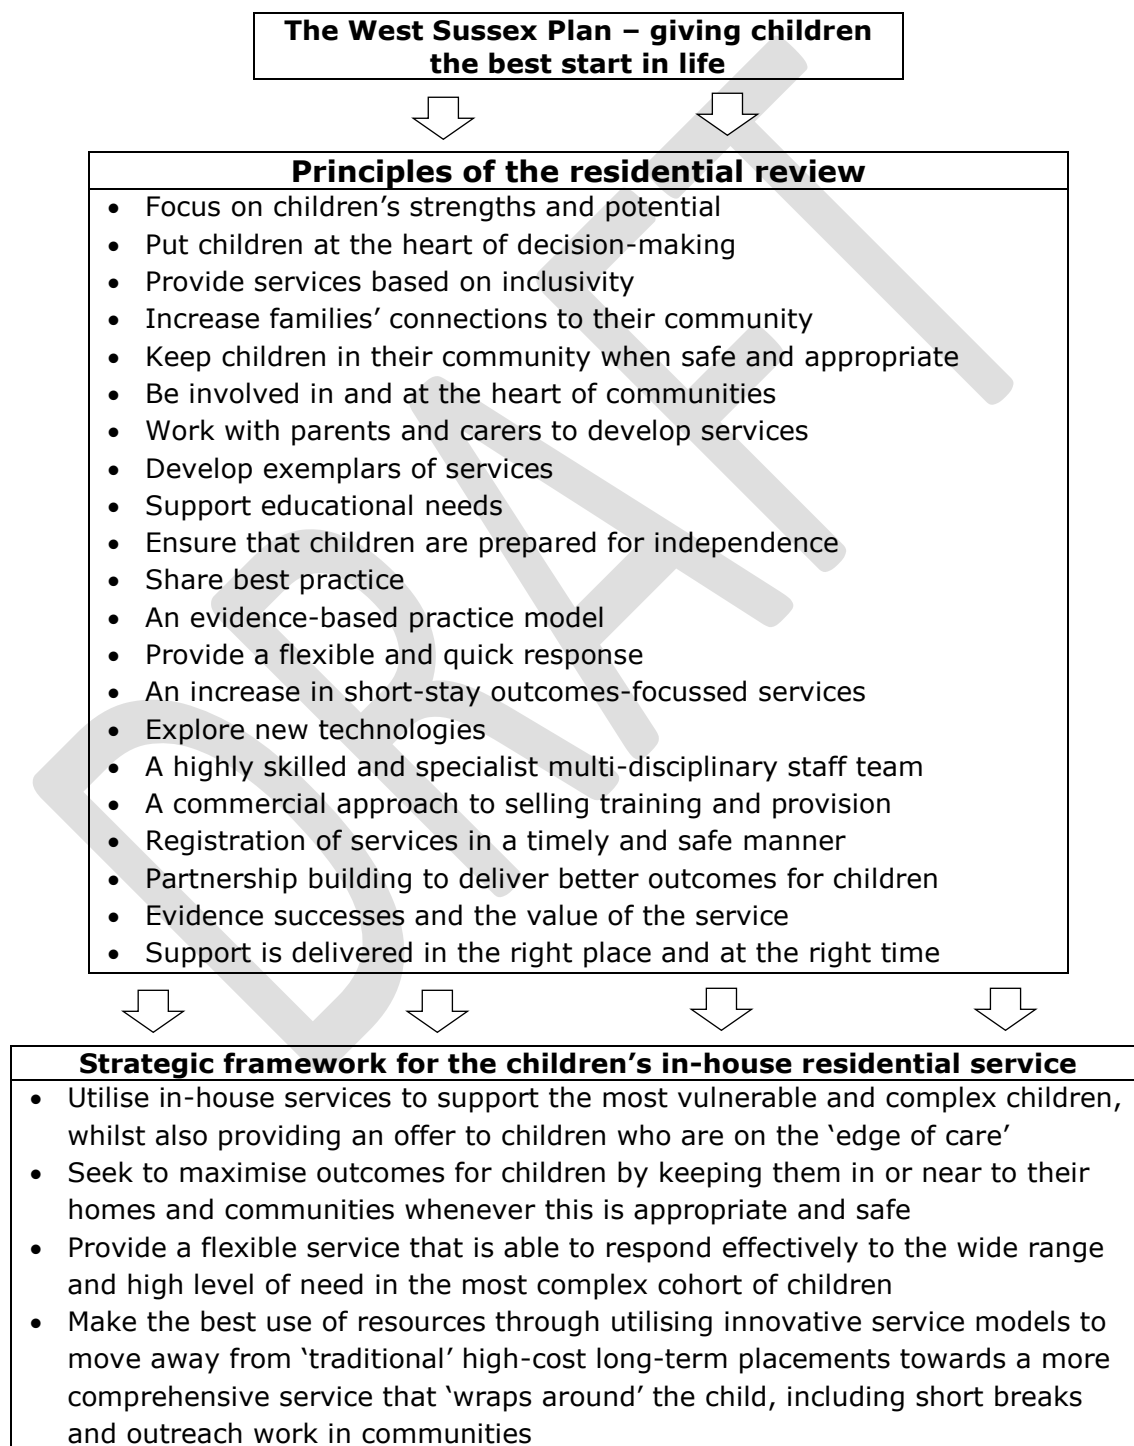 The West Sussex Plan – giving children
the best start in life
Principles of the residential review
• Focus on children’s strengths and potential
• Put children at the heart of decision-making
• Provide services based on inclusivity
• Increase families’ connections to their community
• Keep children in their community when safe and appropriate
• Be involved in and at the heart of communities
• Work with parents and carers to develop services
• Develop exemplars of services
• Support educational needs
• Ensure that children are prepared for independence
• Share best practice
• An evidence-based practice model
• Provide a flexible and quick response
• An increase in short-stay outcomes-focussed services
• Explore new technologies
• A highly skilled and specialist multi-disciplinary staff team
• A commercial approach to selling training and provision
• Registration of services in a timely and safe manner
• Partnership building to deliver better outcomes for children
• Evidence successes and the value of the service
• Support is delivered in the right place and at the right time
Strategic framework for the children’s in-house residential service
• Utilise in-house services to support the most vulnerable and complex children,
whilst also providing an offer to children who are on the ‘edge of care’
• Seek to maximise outcomes for children by keeping them in or near to their
homes and communities whenever this is appropriate and safe
• Provide a flexible service that is able to respond effectively to the wide range
and high level of need in the most complex cohort of children
• Make the best use of resources through utilising innovative service models to
move away from ‘traditional’ high-cost long-term placements towards a more
comprehensive service that ‘wraps around’ the child, including short breaks
and outreach work in communities
DRAFT